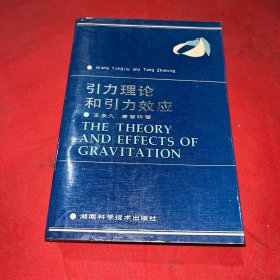 Wang Yongjiu and Tang Zhiming
引力理论
和引力效应
王永久 唐智明 著
THE THEORY
AND EFFECTS OF
GRAVITATION
湖南科学技术出版社